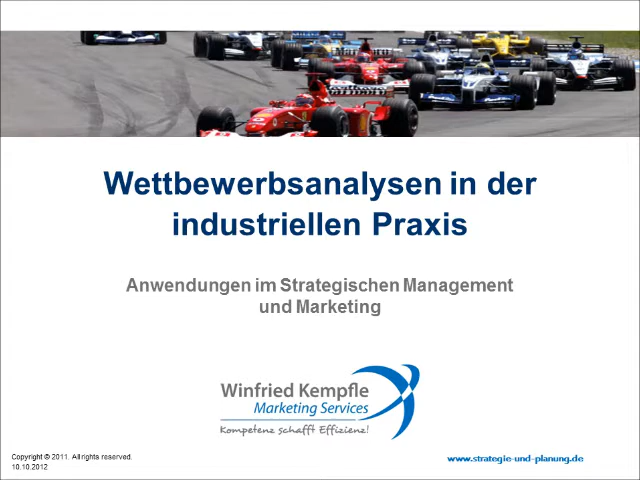 Wettbewerbsanalysen in der
industriellen Praxis
Anwendungen im Strategischen Management
und Marketing
Winfried Kempfle
Marketing Services
Kompetenz schafft Effizienz!
Copyright © 2011. All rights reserved.
10.10.2012
www.strategie-und-planung.de